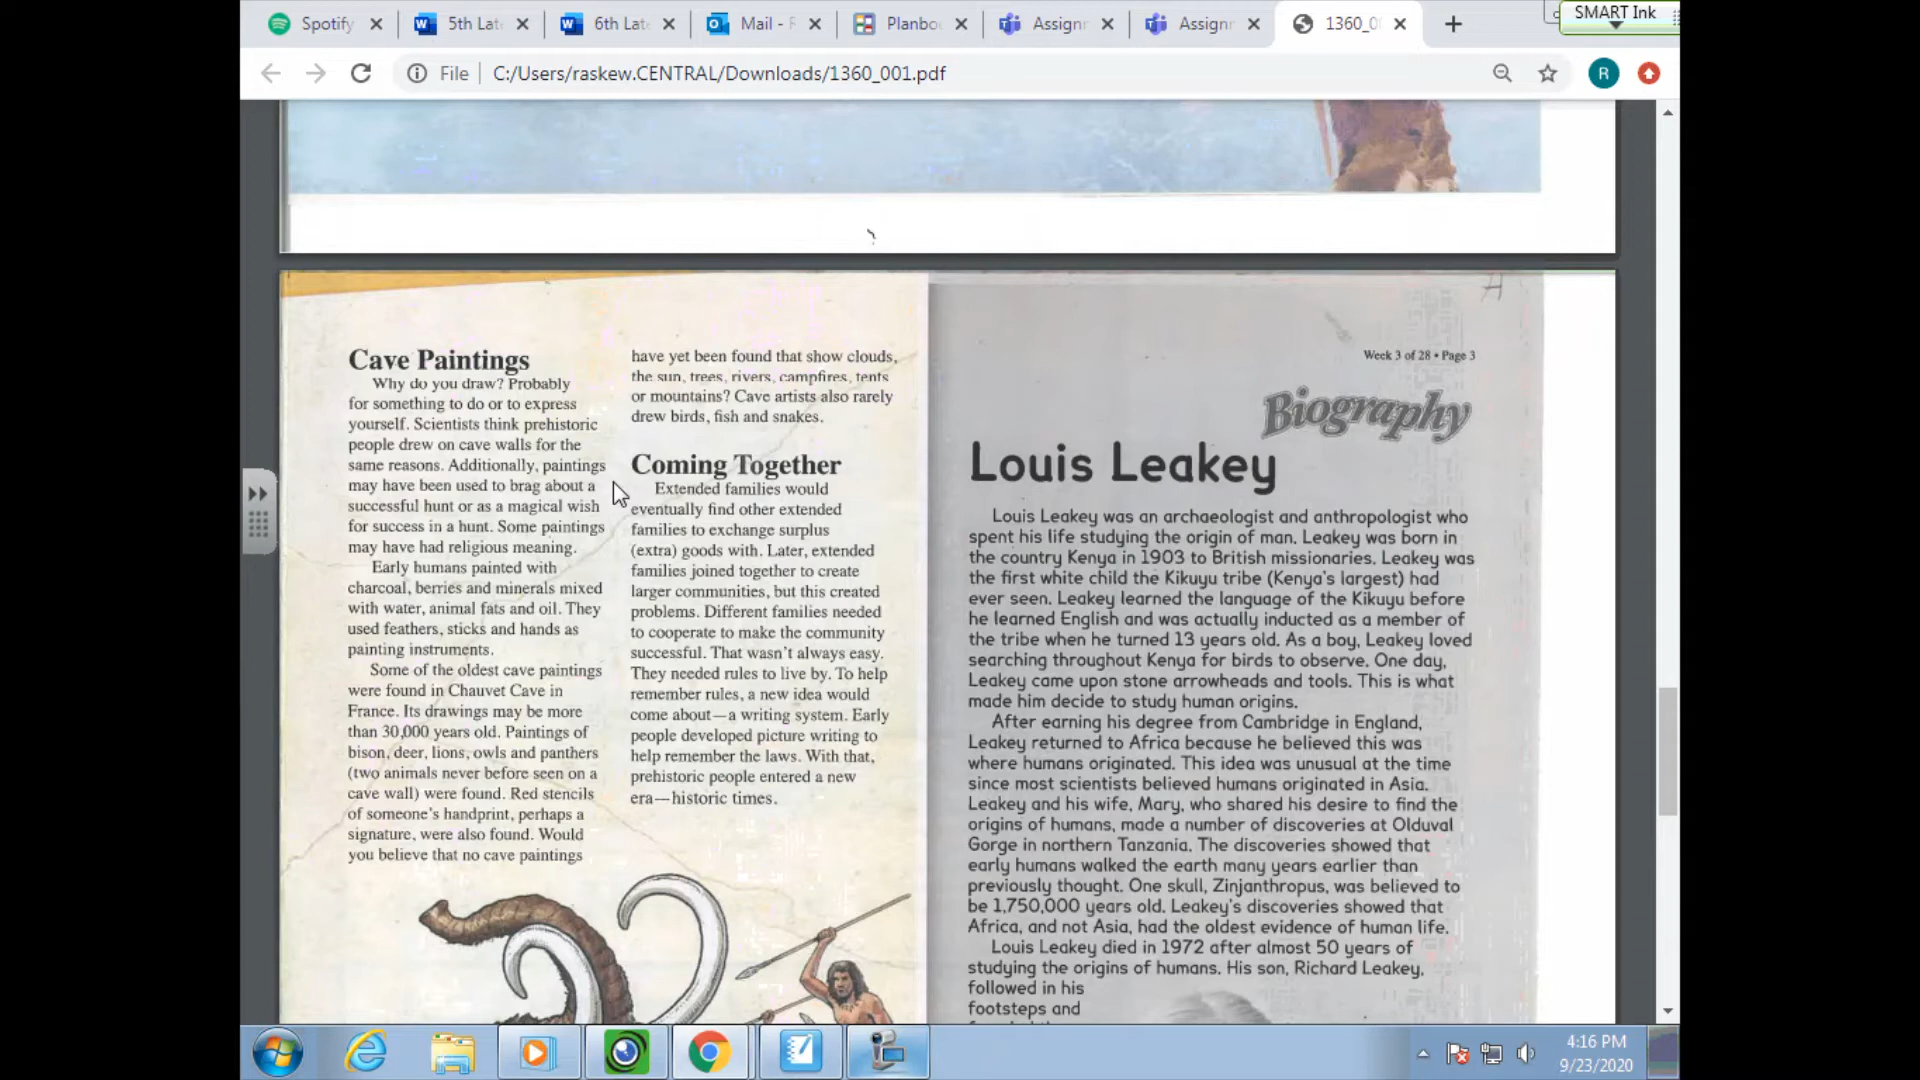 Spotify
5th Late
6th Late
Mail - R
Planboo
Assignr
Assignr
1360_0
SMART Ink
File
C:/Users/raskew.CENTRAL/Downloads/1360_001.pdf
R
Cave Paintings
Why do you draw? Probably
for something to do or to express
yourself. Scientists think prehistoric
people drew on cave walls for the
same reasons. Additionally, paintings
may have been used to brag about a
successful hunt or as a magical wish
for success in a hunt. Some paintings
may have had religious meaning.
Early humans painted with
charcoal, berries and minerals mixed
with water, animal fats and oil. They
used feathers, sticks and hands as
painting instruments.
Some of the oldest cave paintings
were found in Chauvet Cave in
France. Its drawings may be more
than 30,000 years old. Paintings of
bison, deer, lions, owls and panthers
(two animals never before seen on a
cave wall) were found. Red stencils
of someone's handprint, perhaps a
signature, were also found. Would
you believe that no cave paintings
have yet been found that show clouds,
the sun, trees, rivers, campfires, tents
or mountains? Cave artists also rarely
drew birds, fish and snakes.
Coming Together
Extended families would
eventually find other extended
families to exchange surplus
(extra) goods with. Later, extended
families joined together to create
larger communities, but this created
problems. Different families needed
to cooperate to make the community
successful. That wasn't always easy.
They needed rules to live by. To help
remember rules, a new idea would
come about—a writing system. Early
people developed picture writing to
help remember the laws. With that,
prehistoric people entered a new
era—historic times.
Week 3 of 28 • Page 3
Biography
Louis Leakey
Louis Leakey was an archaeologist and anthropologist who
spent his life studying the origin of man. Leakey was born in
the country Kenya in 1903 to British missionaries. Leakey was
the first white child the Kikuyu tribe (Kenya's largest) had
ever seen. Leakey learned the language of the Kikuyu before
he learned English and was actually inducted as a member of
the tribe when he turned 13 years old. As a boy, Leakey loved
searching throughout Kenya for birds to observe. One day,
Leakey came upon stone arrowheads and tools. This is what
made him decide to study human origins.
After earning his degree from Cambridge in England,
Leakey returned to Africa because he believed this was
where humans originated. This idea was unusual at the time
since most scientists believed humans originated in Asia.
Leakey and his wife, Mary, who shared his desire to find the
origins of humans, made a number of discoveries at Olduval
Gorge in northern Tanzania. The discoveries showed that
early humans walked the earth many years earlier than
previously thought. One skull, Zinjanthropus, was believed to
be 1,750,000 years old. Leakey's discoveries showed that
Africa, and not Asia, had the oldest evidence of human life.
Louis Leakey died in 1972 after almost 50 years of
studying the origins of humans. His son, Richard Leakey,
followed in his
footsteps and
4:16 PM
9/23/2020